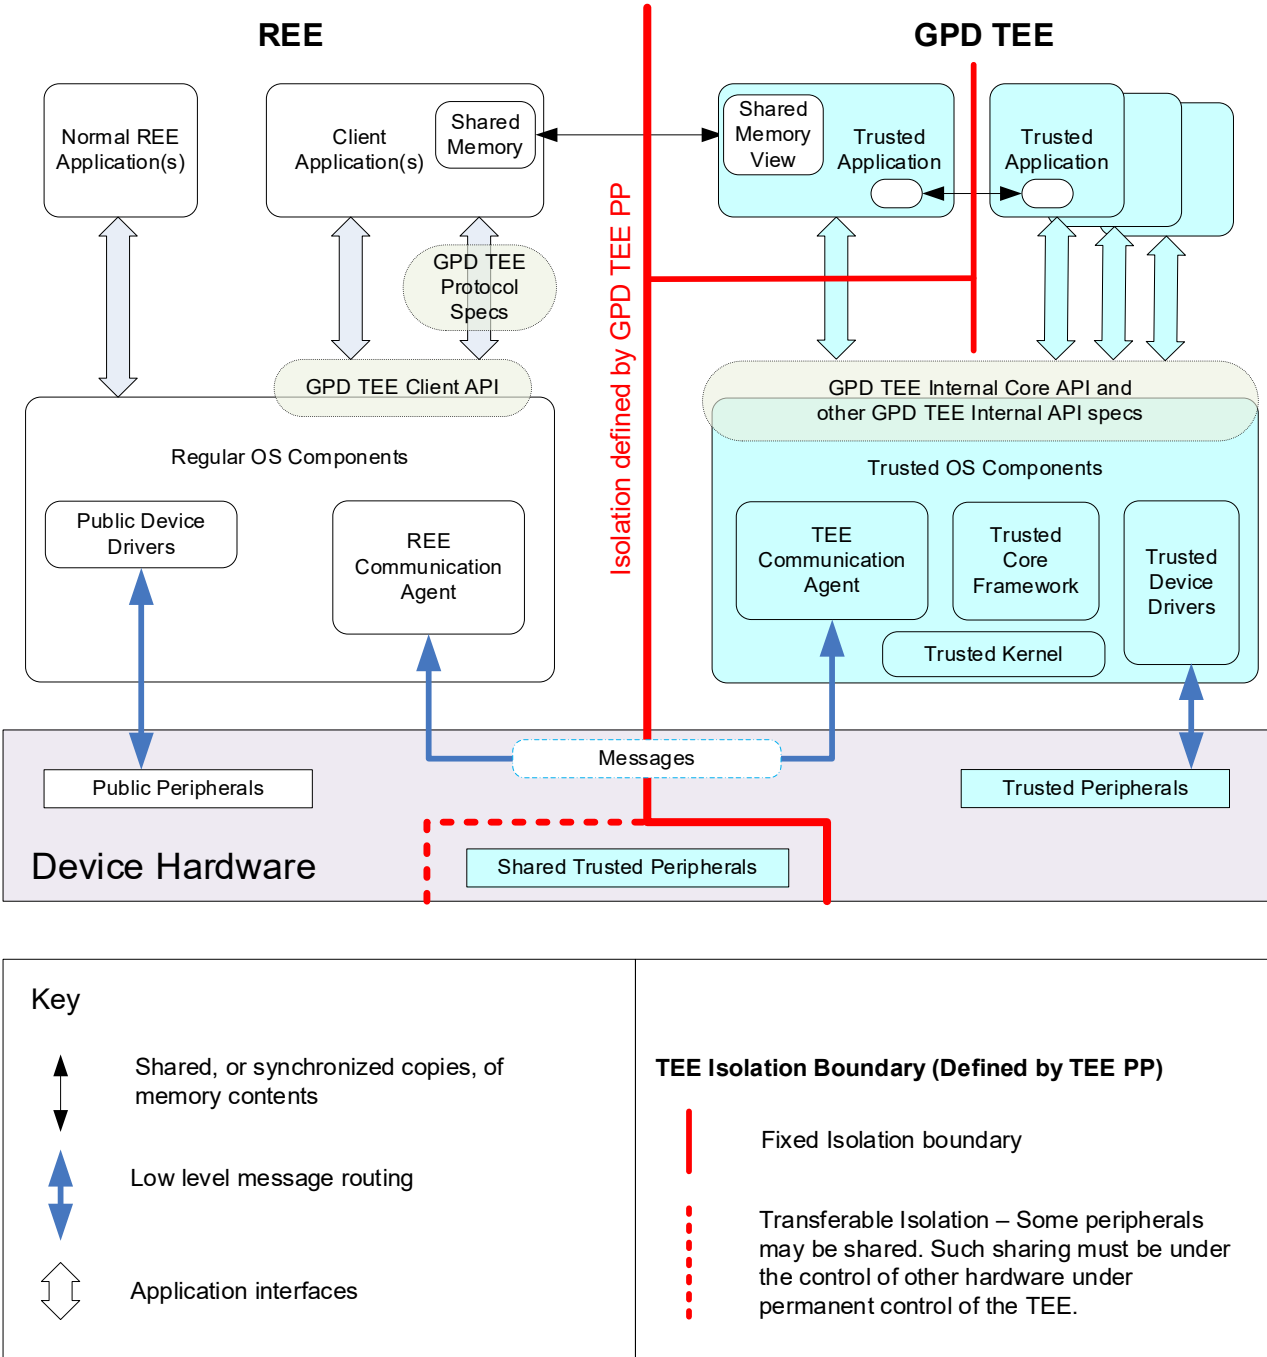 REE
GPD TEE
Normal REE
Application(s)
Client
Application(s)
Shared
Memory
Shared
Memory
View
Trusted
Application
Trusted
Application
GPD TEE
Protocol
Specs
Isolation defined by GPD TEE PP
GPD TEE Client API
GPD TEE Internal Core API and
other GPD TEE Internal API specs
Regular OS Components
Trusted OS Components
Public Device
Drivers
REE
Communication
Agent
TEE
Communication
Agent
Trusted
Core
Framework
Trusted
Device
Drivers
Trusted Kernel
Messages
Public Peripherals
Trusted Peripherals
Device Hardware
Shared Trusted Peripherals
Key
Shared, or synchronized copies, of
memory contents
Low level message routing
Application interfaces
TEE Isolation Boundary (Defined by TEE PP)
Fixed Isolation boundary
Transferable Isolation – Some peripherals
may be shared. Such sharing must be under
the control of other hardware under
permanent control of the TEE.